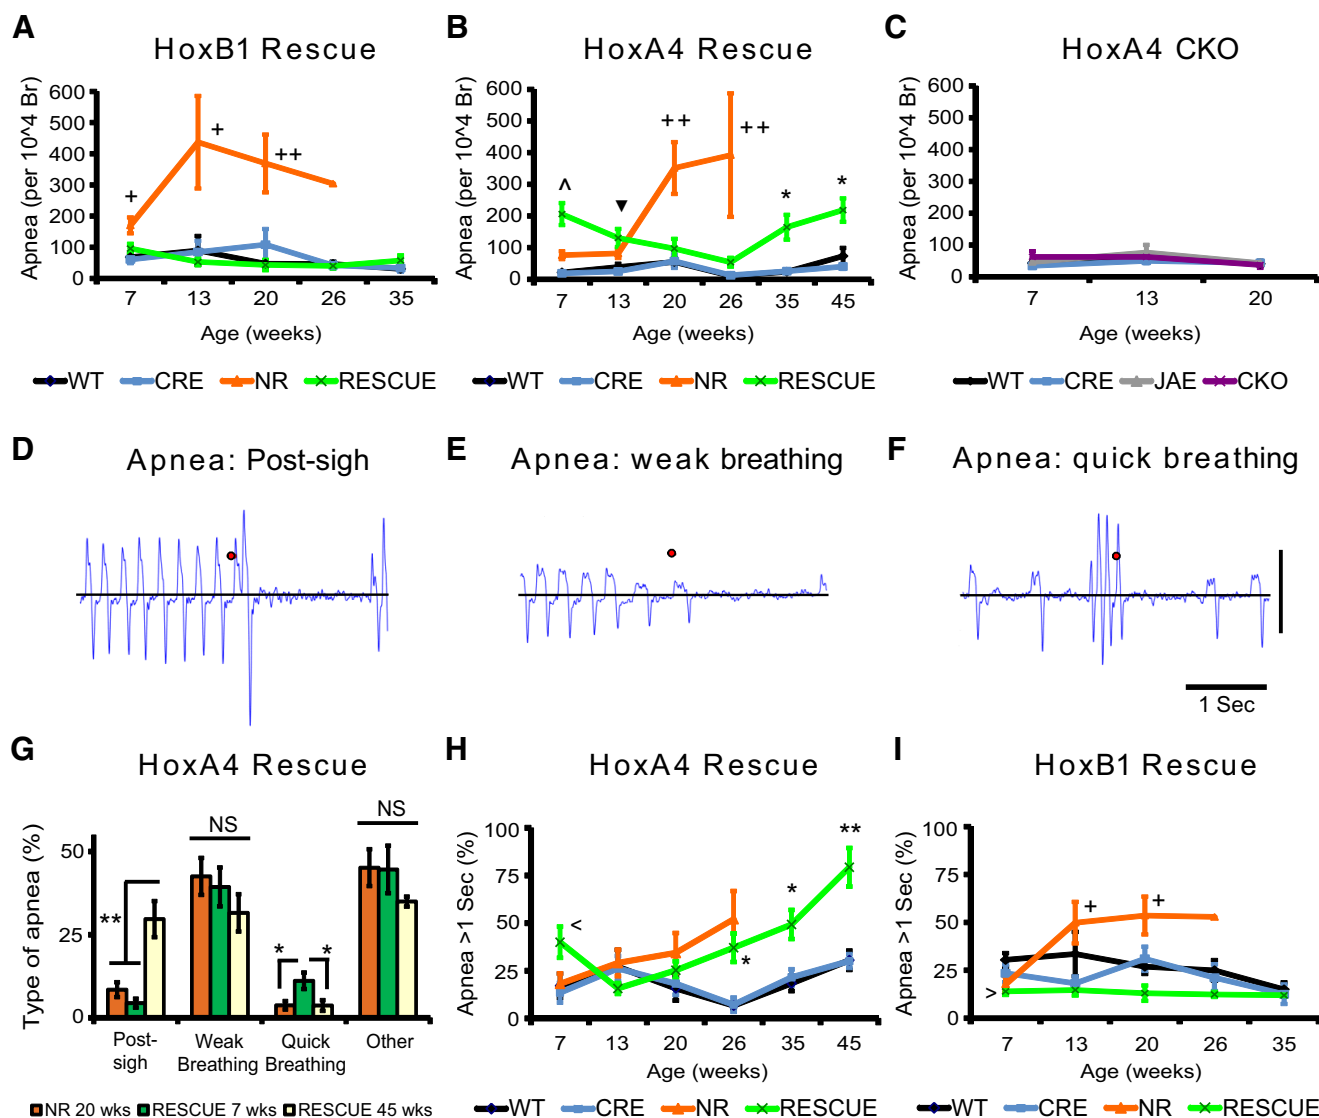 A
HoxB1 Rescue
Apnea (per 10^4 Br)
600
500
400
300
200
100
0
+
+
++
7 13 20 26 35
Age (weeks)
WT CRE NR RESCUE
B
HoxA4 Rescue
Apnea (per 10^4 Br)
600
500
400
300
200
100
0
^
▼
++
++
*
*
7 13 20 26 35 45
Age (weeks)
WT CRE NR RESCUE
C
HoxA4 CKO
Apnea (per 10^4 Br)
600
500
400
300
200
100
0
7 13 20
Age (weeks)
WT CRE JAE CKO
D
Apnea: Post-sigh
E
Apnea: weak breathing
F
Apnea: quick breathing
1 Sec
G
HoxA4 Rescue
Type of apnea (%)
50
25
0
**
NS
*
*
NS
Post-
sigh
Weak
Breathing
Quick
Breathing
Other
NR 20 wks RESCUE 7 wks RESCUE 45 wks
H
HoxA4 Rescue
Apnea >1 Sec (%)
100
75
50
25
0
<
*
*
**
7 13 20 26 35 45
Age (weeks)
WT CRE NR RESCUE
I
HoxB1 Rescue
Apnea >1 Sec (%)
100
75
50
25
0
>
+
+
7 13 20 26 35
Age (weeks)
WT CRE NR RESCUE